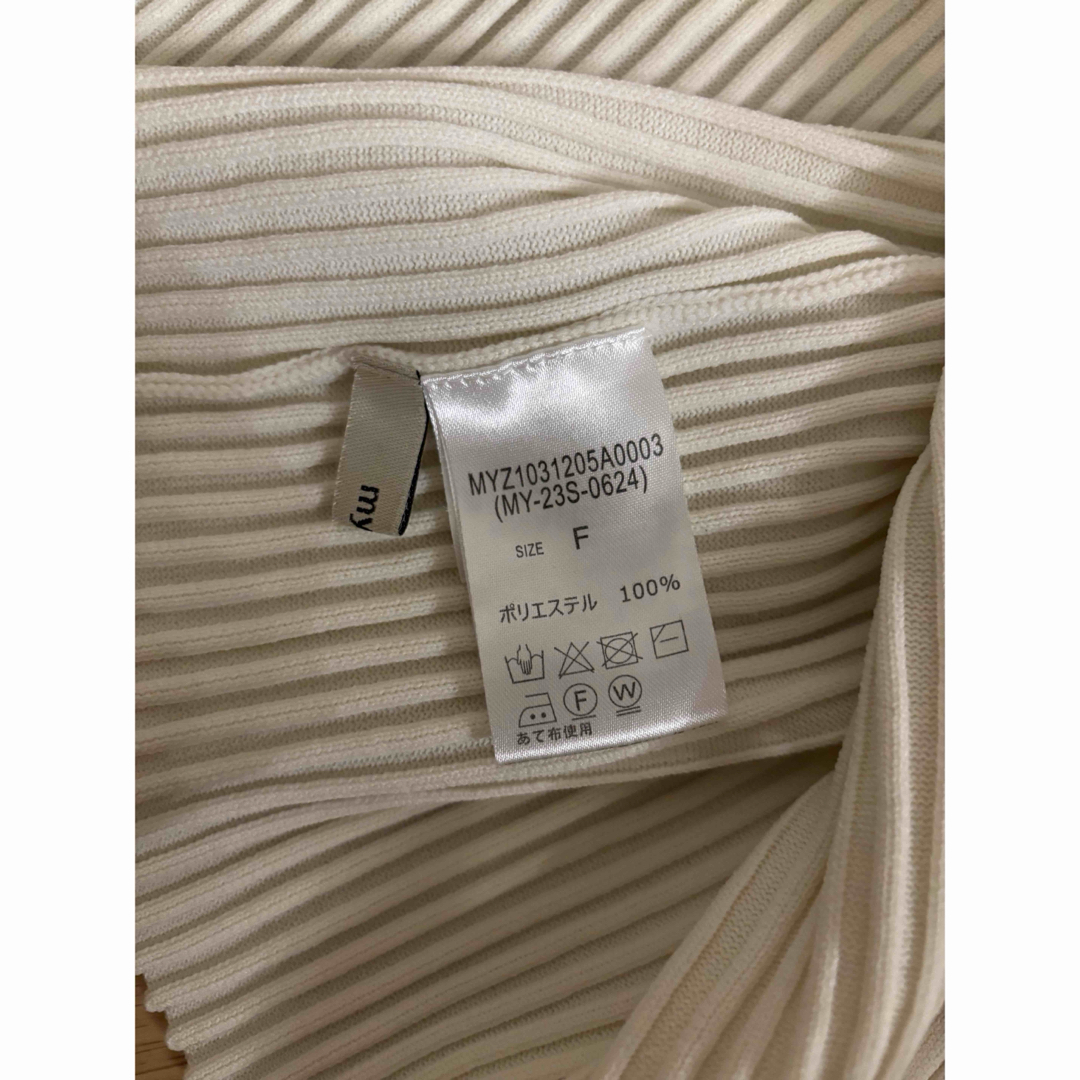 my
MYZ1031205A0003
(MY-23S-0624)
SIZE F
ポリエステル 100%
F W
あて布使用